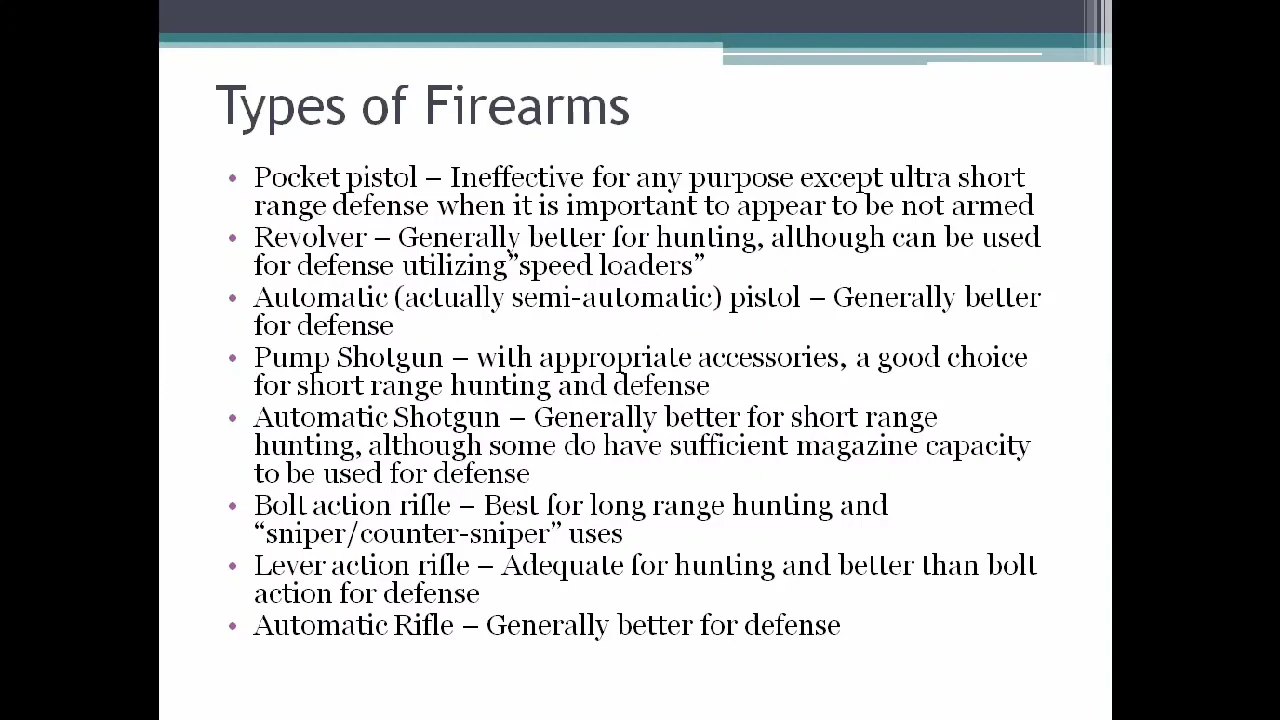 Types of Firearms
• Pocket pistol – Ineffective for any purpose except ultra short
range defense when it is important to appear to be not armed
• Revolver – Generally better for hunting, although can be used
for defense utilizing”speed loaders”
• Automatic (actually semi-automatic) pistol – Generally better
for defense
• Pump Shotgun – with appropriate accessories, a good choice
for short range hunting and defense
• Automatic Shotgun – Generally better for short range
hunting, although some do have sufficient magazine capacity
to be used for defense
• Bolt action rifle – Best for long range hunting and
“sniper/counter-sniper” uses
• Lever action rifle – Adequate for hunting and better than bolt
action for defense
• Automatic Rifle – Generally better for defense